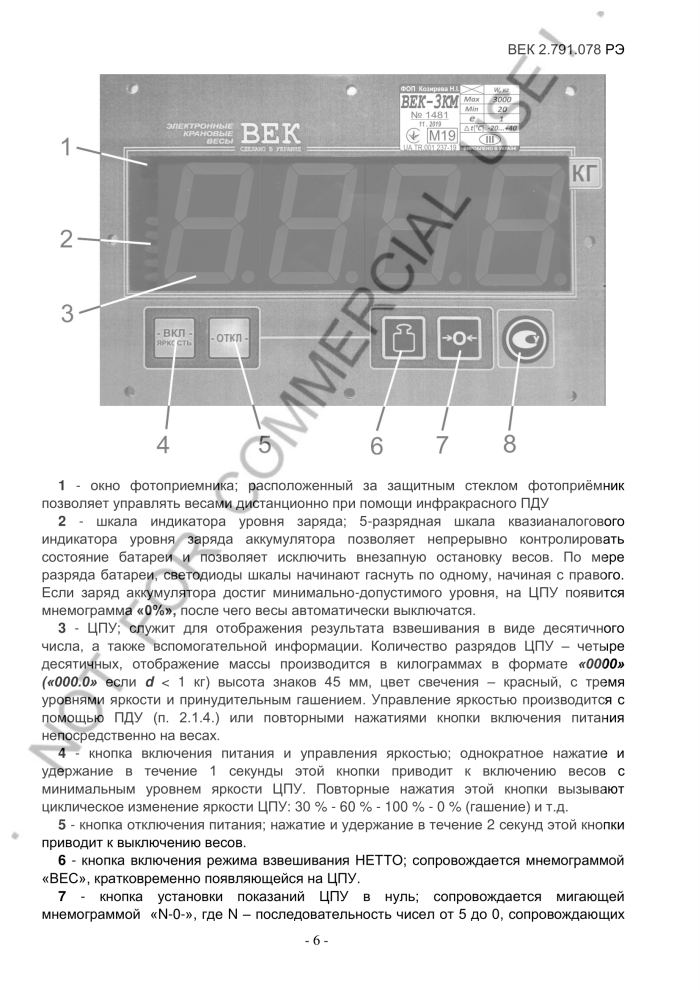 ВЕК 2.791.078 РЭ
ФОП Козирева Н.І.
ВЕК-3КМ
№ 1481
11.2019
М19
UA.TR.001 237-18
W, кг
Max 3000
Min 20
e 1
Δt(°C) -20...+40
III
ВИРОБЛЕНО В УКРАЇНІ
ЭЛЕКТРОННЫЕ
КРАНОВЫЕ
ВЕСЫ
ВЕК
СДЕЛАНО В УКРАИНЕ
1
КГ
2
3
- ВКЛ -
ЯРКОСТЬ
- ОТКЛ -
→0←
4 5 6 7 8
1 - окно фотоприемника; расположенный за защитным стеклом фотоприёмник
позволяет управлять весами дистанционно при помощи инфракрасного ПДУ
2 - шкала индикатора уровня заряда; 5-разрядная шкала квазианалогового
индикатора уровня заряда аккумулятора позволяет непрерывно контролировать
состояние батареи и позволяет исключить внезапную остановку весов. По мере
разряда батареи, светодиоды шкалы начинают гаснуть по одному, начиная с правого.
Если заряд аккумулятора достиг минимально-допустимого уровня, на ЦПУ появится
мнемограмма «0%», после чего весы автоматически выключатся.
3 - ЦПУ; служит для отображения результата взвешивания в виде десятичного
числа, а также вспомогательной информации. Количество разрядов ЦПУ – четыре
десятичных, отображение массы производится в килограммах в формате «0000»
(«000.0» если d < 1 кг) высота знаков 45 мм, цвет свечения – красный, с тремя
уровнями яркости и принудительным гашением. Управление яркостью производится с
помощью ПДУ (п. 2.1.4.) или повторными нажатиями кнопки включения питания
непосредственно на весах.
4 - кнопка включения питания и управления яркостью; однократное нажатие и
удержание в течение 1 секунды этой кнопки приводит к включению весов с
минимальным уровнем яркости ЦПУ. Повторные нажатия этой кнопки вызывают
циклическое изменение яркости ЦПУ: 30 % - 60 % - 100 % - 0 % (гашение) и т.д.
5 - кнопка отключения питания; нажатие и удержание в течение 2 секунд этой кнопки
приводит к выключению весов.
6 - кнопка включения режима взвешивания НЕТТО; сопровождается мнемограммой
«ВЕС», кратковременно появляющейся на ЦПУ.
7 - кнопка установки показаний ЦПУ в нуль; сопровождается мигающей
мнемограммой «N-0-», где N – последовательность чисел от 5 до 0, сопровождающих
- 6 -
NOT FOR COMMERCIAL USE !